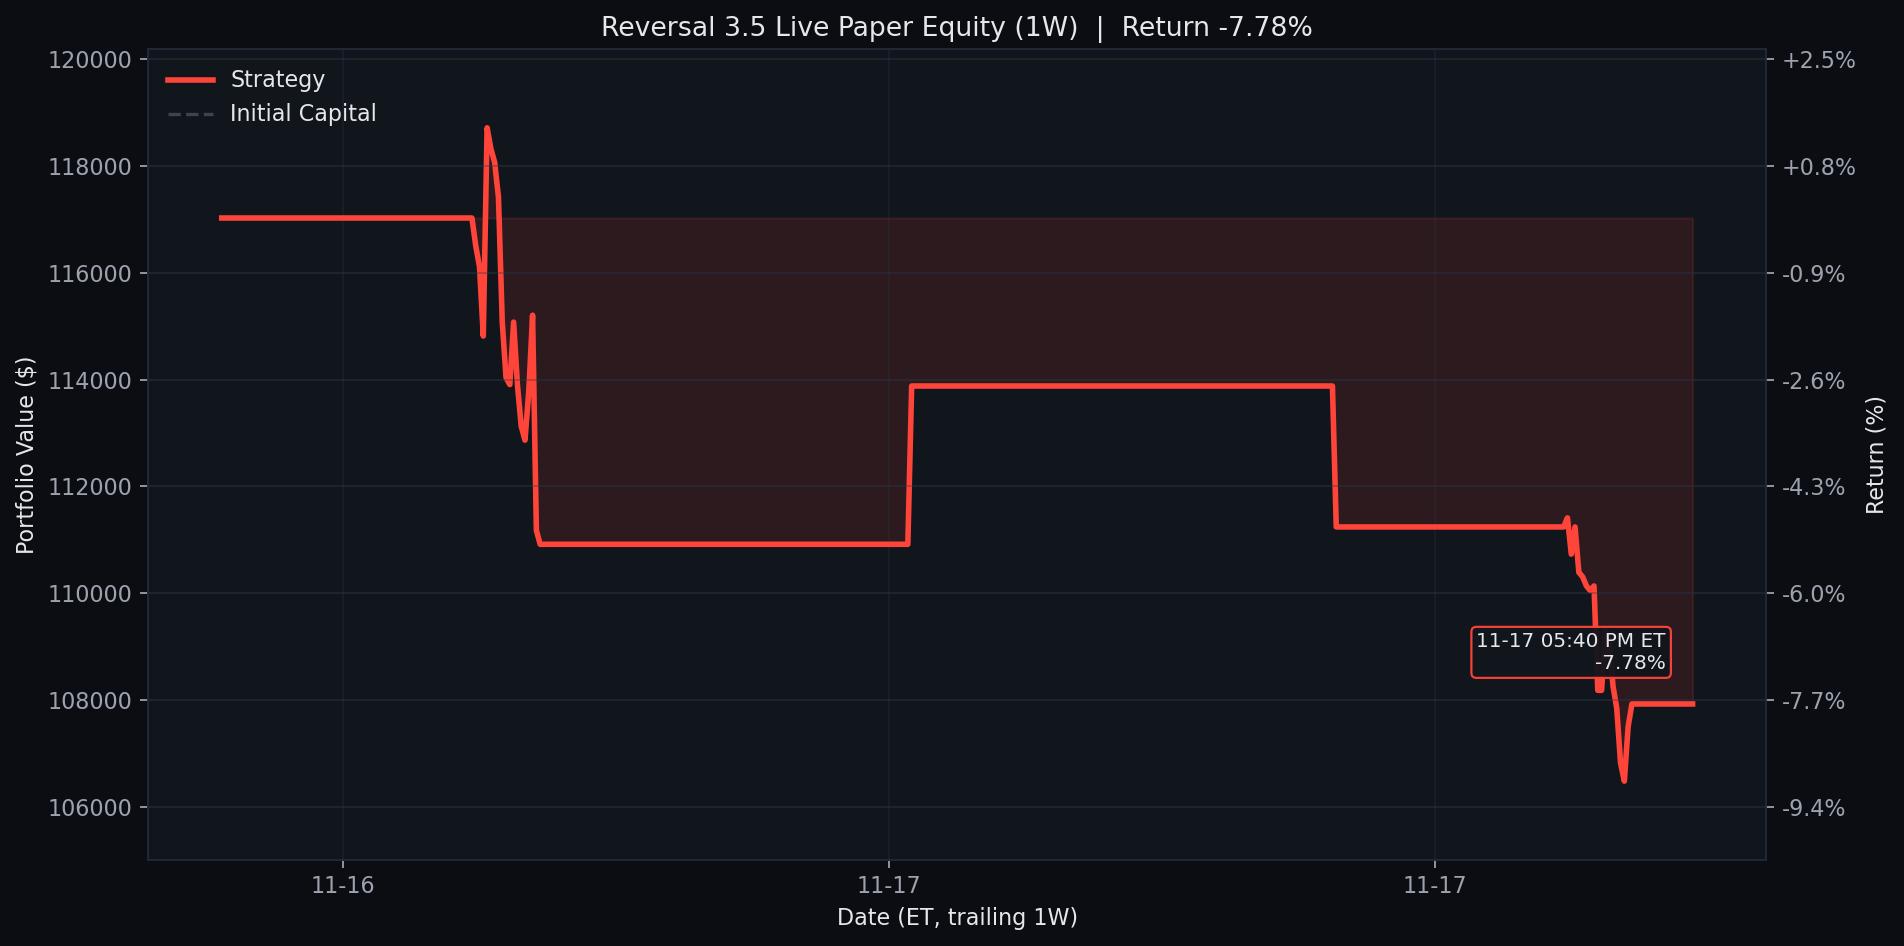 Reversal 3.5 Live Paper Equity (1W)  |  Return -7.78%
Strategy
Initial Capital
Portfolio Value ($)
120000
118000
116000
114000
112000
110000
108000
106000
+2.5%
+0.8%
-0.9%
-2.6%
-4.3%
-6.0%
-7.7%
-9.4%
Return (%)
11-17 05:40 PM ET
-7.78%
11-16
11-17
11-17
Date (ET, trailing 1W)